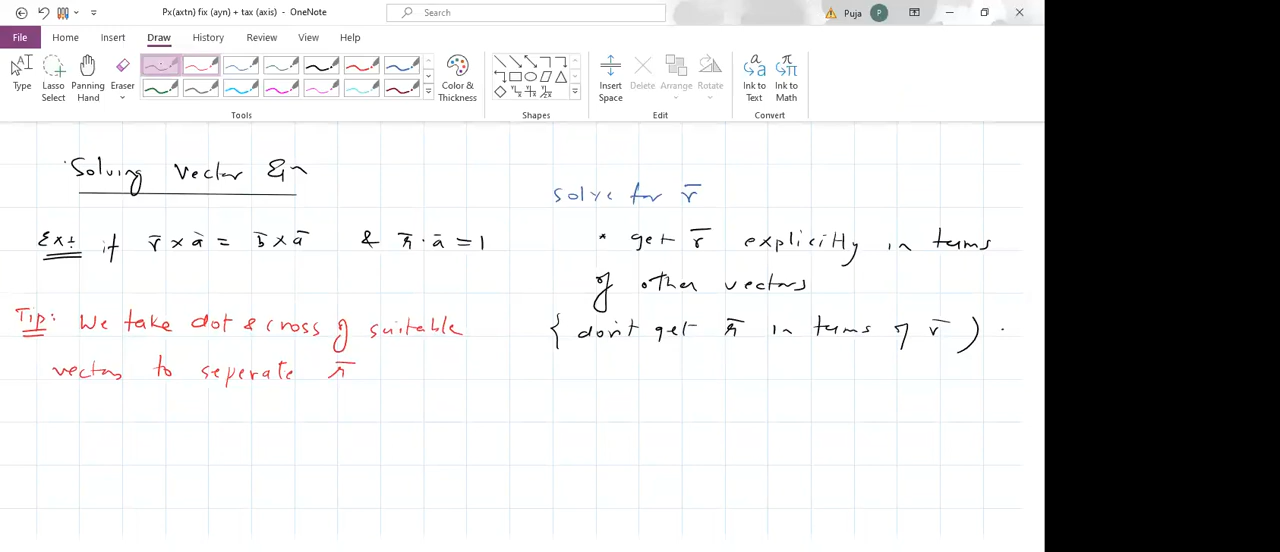 Px(axtn) fix (ayn) + tax (axis) - OneNote
Search
Puja
P
File
Home
Insert
Draw
History
Review
View
Help
Type
Lasso Select
Panning Hand
Eraser
Color & Thickness
Insert Space
Delete
Arrange
Rotate
Ink to Text
Ink to Math
Tools
Shapes
Edit
Convert
Solving Vector Eqn
Ex: if r̄ × ā = b̄ × ā & r̄ · ā = 1
Tip: We take dot & cross of suitable
vectors to seperate r̄
solve for r̄
* get r̄ explicitly in terms
of other vectors
{ don't get r̄ in terms of r̄ ) .